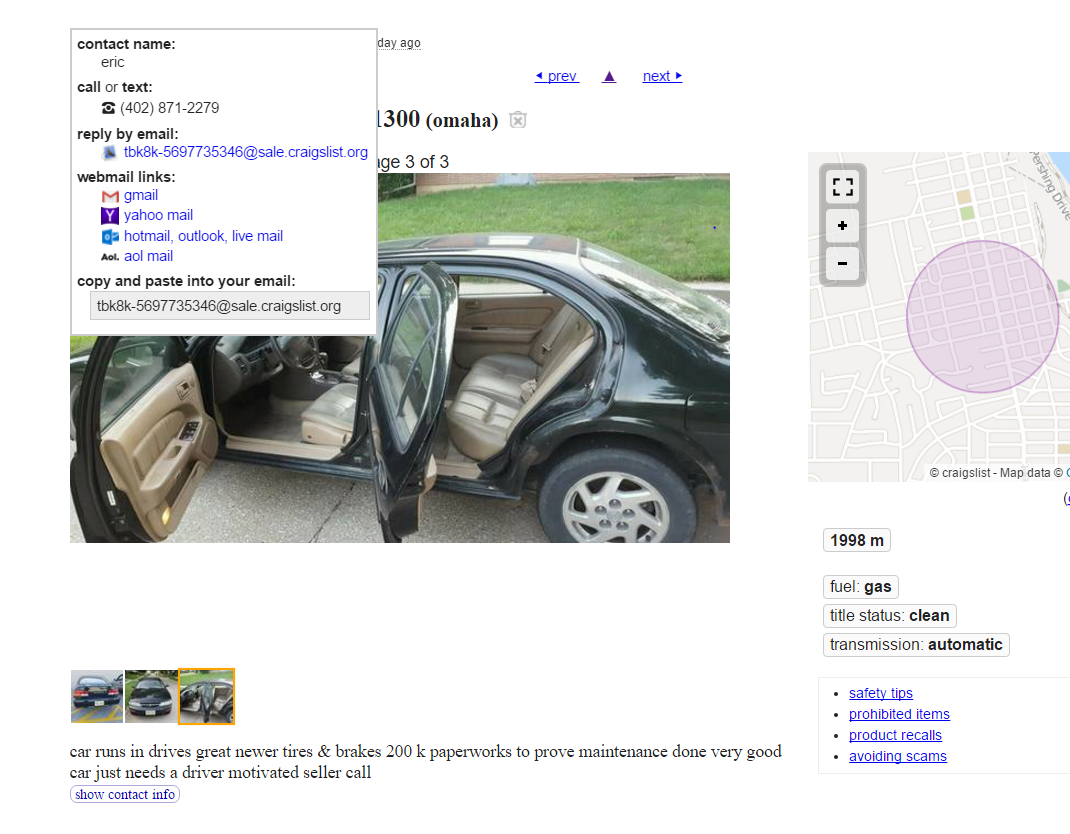 contact name:
eric
day ago
call or text:
(402) 871-2279
prev
next
reply by email:
tbk8k-5697735346@sale.craigslist.org
1300 (omaha)
age 3 of 3
webmail links:
gmail
yahoo mail
hotmail, outlook, live mail
Aol. aol mail
copy and paste into your email:
tbk8k-5697735346@sale.craigslist.org
Pershing Drive
+
-
© craigslist - Map data ©
1998 m
fuel: gas
title status: clean
transmission: automatic
safety tips
prohibited items
product recalls
avoiding scams
car runs in drives great newer tires & brakes 200 k paperworks to prove maintenance done very good
car just needs a driver motivated seller call
show contact info